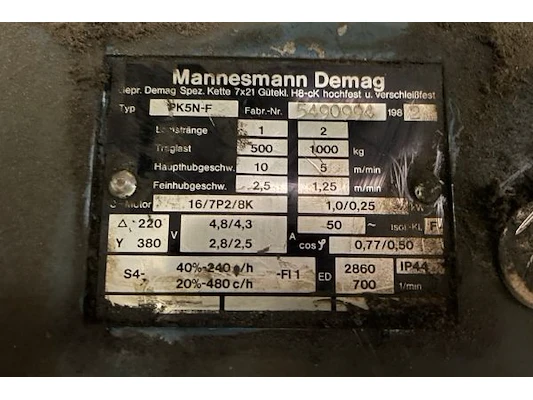 Mannesmann Demag
Gepr. Demag Spez. Kette 7x21 Gütekl. H8-cK hochfest u. verschleißfest
Typ PK5N-F Fabr.-Nr. 5490994 198
Laststränge 1 2
Traglast 500 1000 kg
Haupthubgeschw. 10 5 m/min
Feinhubgeschw. 2,5 1,25 m/min
-Motor 16/7P2/8K 1,0/0,25
△ 220 V 4,8/4,3 A 50 ~ Isol-Kl. F
Y 380 2,8/2,5 cos φ 0,77/0,50
S4- 40%-240 c/h -FI 1 ED 2860 IP44
20%-480 c/h 700 1/min